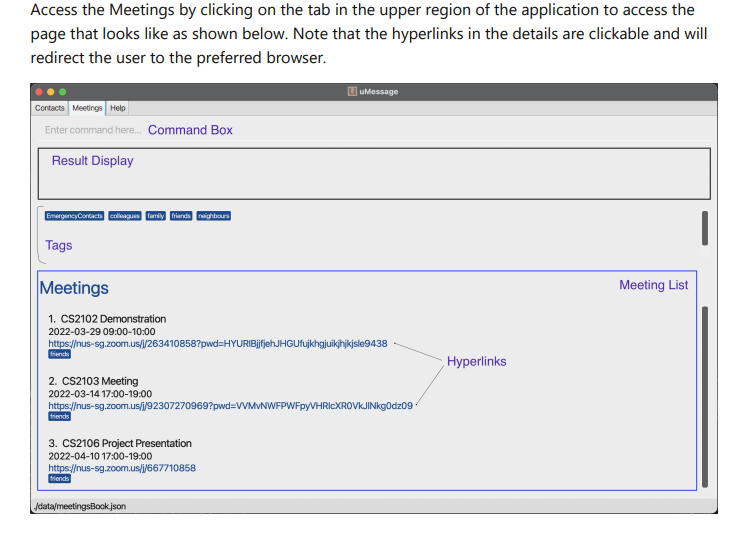 Access the Meetings by clicking on the tab in the upper region of the application to access the
page that looks like as shown below. Note that the hyperlinks in the details are clickable and will
redirect the user to the preferred browser.
uMessage
Contacts Meetings Help
Enter command here... Command Box
Result Display
EmergencyContacts colleagues family friends neighbours
Tags
Meetings
Meeting List
1. CS2102 Demonstration
2022-03-29 09:00-10:00
https://nus-sg.zoom.us/j/263410858?pwd=HYURIBjjfjehJHGUfujkhgjuikjhjkjsle9438
friends
Hyperlinks
2. CS2103 Meeting
2022-03-14 17:00-19:00
https://nus-sg.zoom.us/j/92307270969?pwd=VVMvNWFPWFpyVHRlcXR0VkJINkg0dz09
friends
3. CS2106 Project Presentation
2022-04-10 17:00-19:00
https://nus-sg.zoom.us/j/667710858
friends
./data/meetingsBook.json